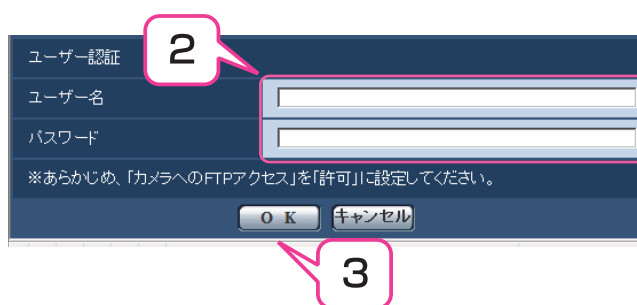 2
ユーザー認証
ユーザー名
パスワード
※あらかじめ、「カメラへのFTPアクセス」を「許可」に設定してください。
O K キャンセル
3